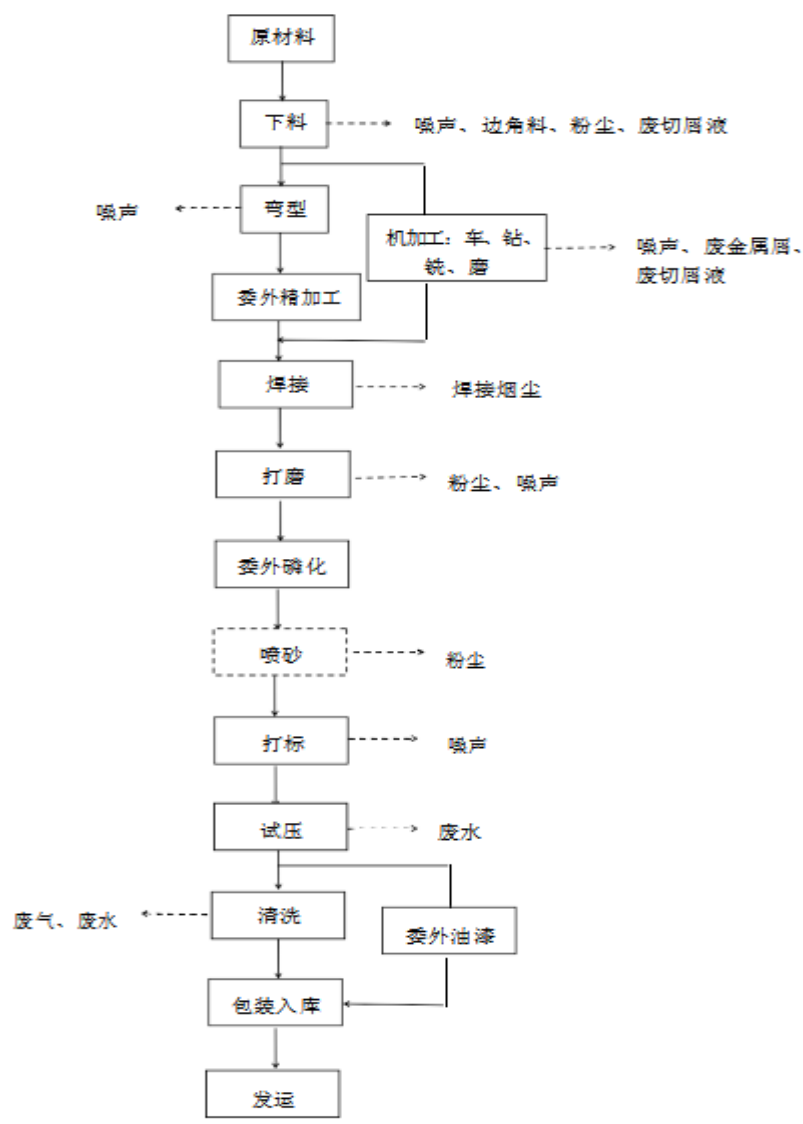 原材料
下料
噪声、边角料、粉尘、废切唇液
噪声
弯型
机加工：车、钻、
铣、磨
噪声、废金属唇、
废切唇液
委外精加工
焊接
焊接烟尘
打磨
粉尘、噪声
委外磷化
喷砂
粉尘
打标
噪声
试压
废水
废气、废水
清洗
委外油漆
包装入库
发运